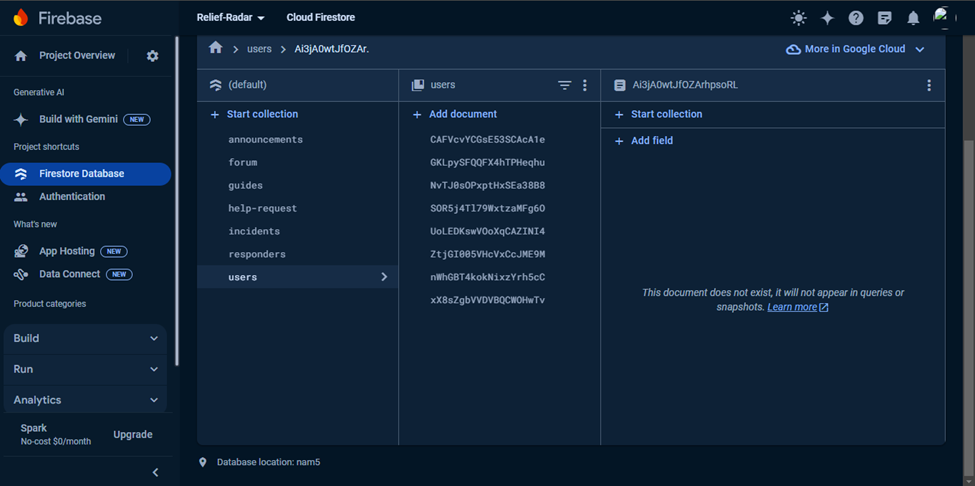 Firebase
Relief-Radar
Cloud Firestore
Project Overview
Generative AI
Build with Gemini
NEW
Project shortcuts
Firestore Database
Authentication
What's new
App Hosting
NEW
Data Connect
NEW
Product categories
Build
Run
Analytics
Spark
No-cost $0/month
Upgrade
users
Ai3jA0wtJfOZAr.
More in Google Cloud
(default)
Start collection
announcements
forum
guides
help-request
incidents
responders
users
users
Add document
CAFVcvYCGsE53SCAcA1e
GKLpySFQQFX4hTPHeqhu
NvTJ0sOPxptHxSEa38B8
SOR5j4Tl79WxtzaMFg6O
UoLEDKswVOoXqCAZINI4
ZtjGI005VHcVxCcJME9M
nWhGBT4kokNixzYrh5cC
xX8sZgbVVDVBQCWOHwTv
Ai3jA0wtJfOZArhpsoRL
Start collection
Add field
This document does not exist, it will not appear in queries or
snapshots. Learn more
Database location: nam5